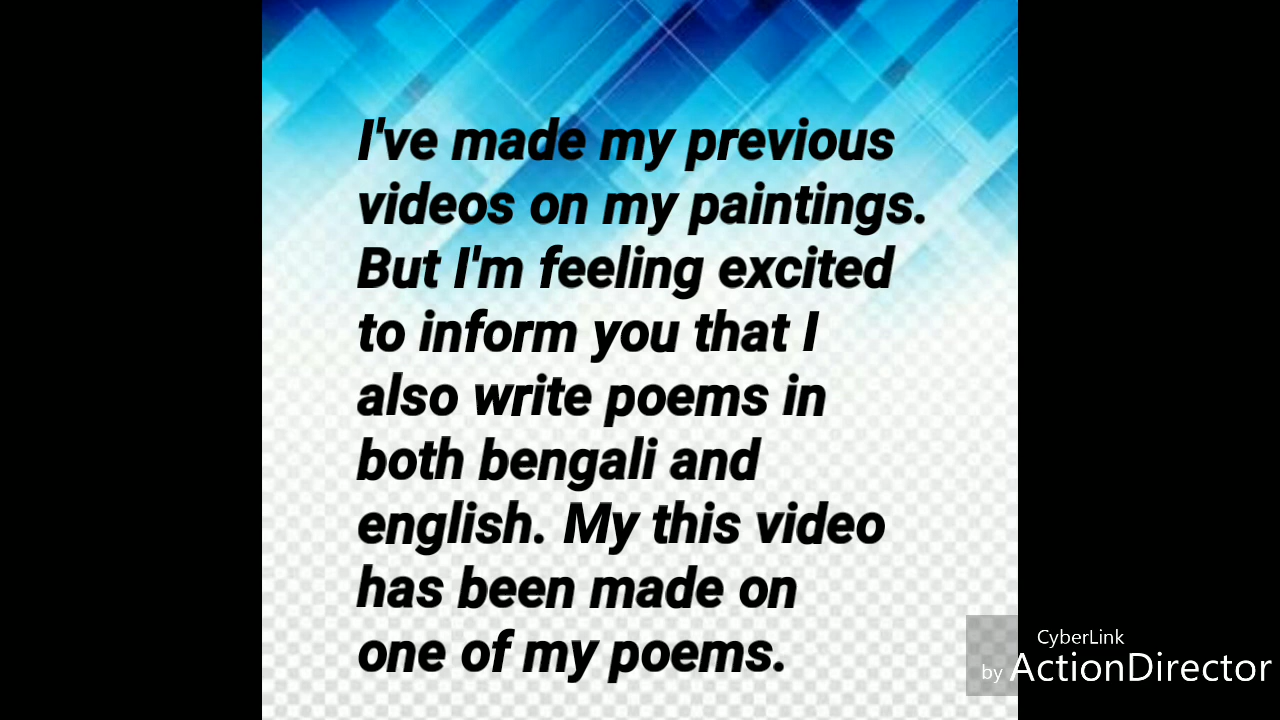 I've made my previous
videos on my paintings.
But I'm feeling excited
to inform you that I
also write poems in
both bengali and
english. My this video
has been made on
one of my poems.
CyberLink
by ActionDirector